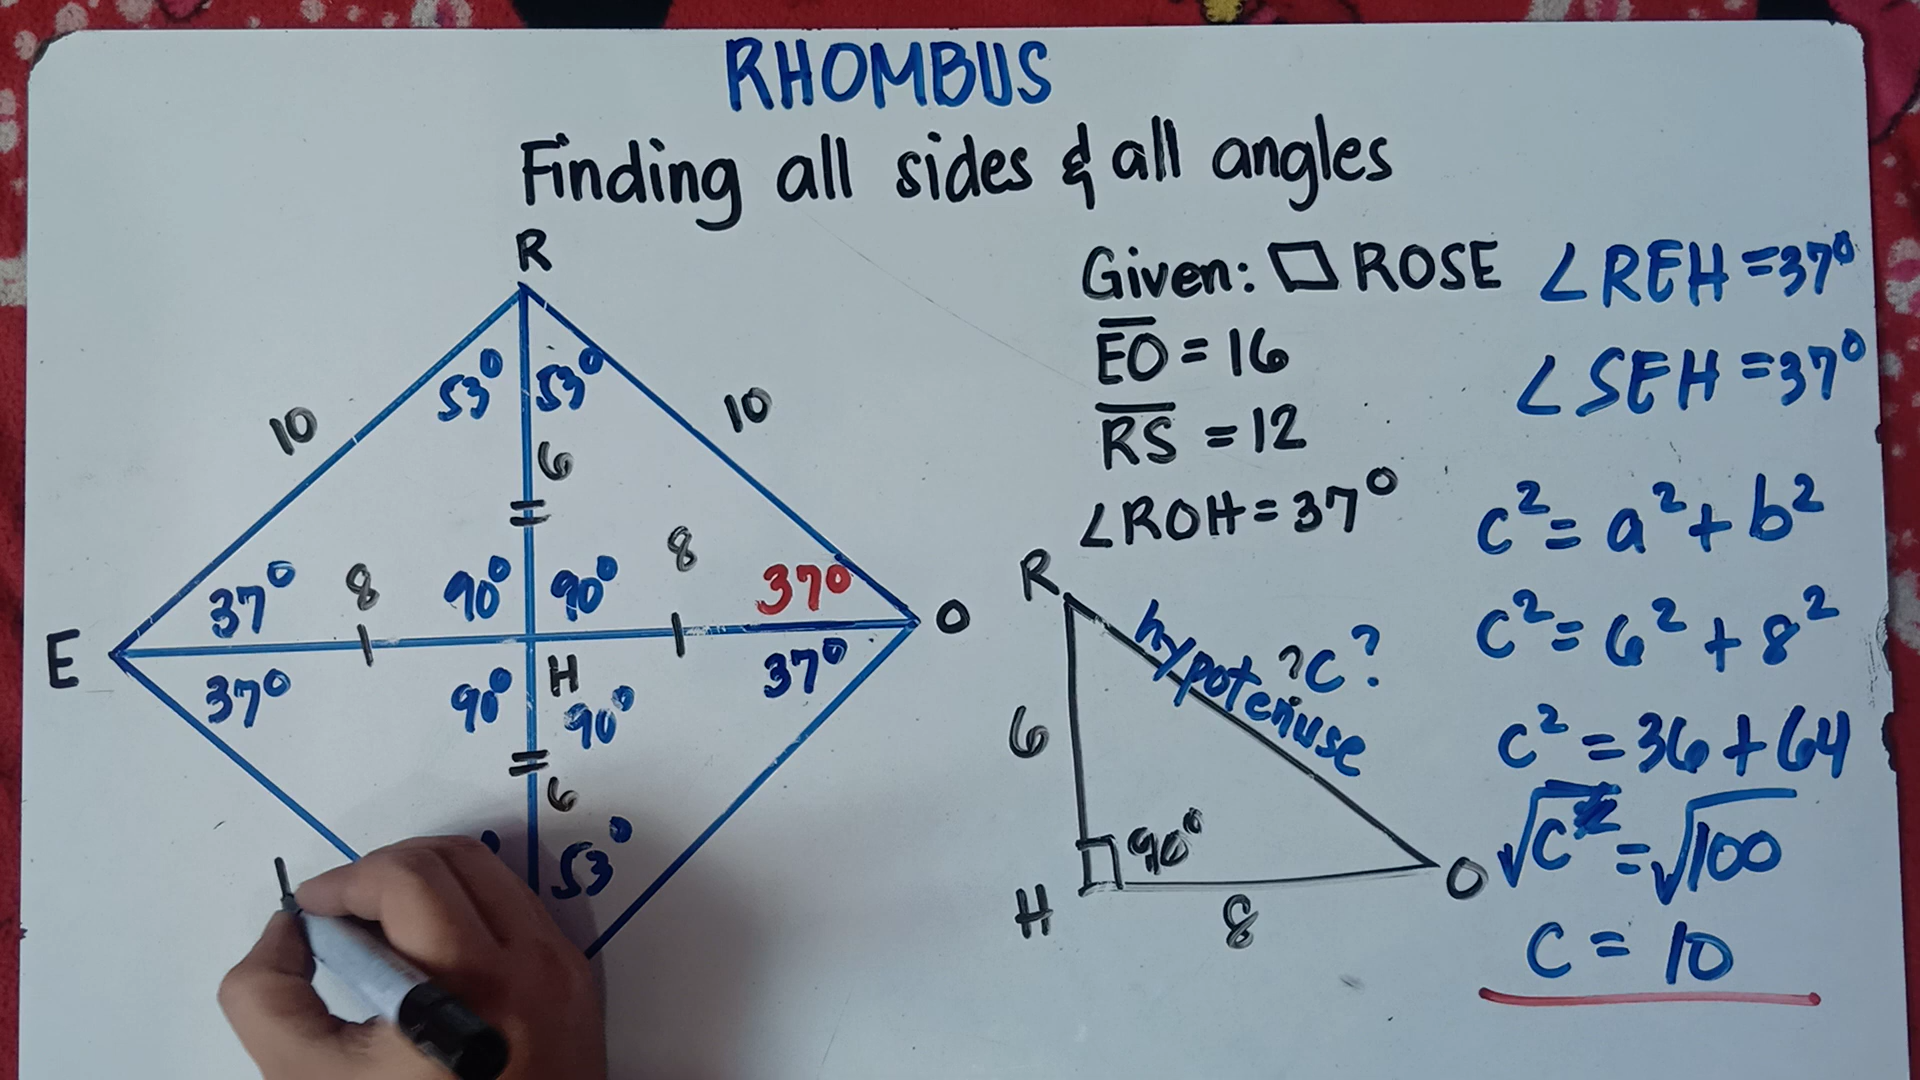 RHOMBUS
Finding all sides & all angles
R
53° 53°
10
10
6
37° 8 90° 90° 8 37°
E
O
37° 90° H 90° 37°
6
53°
Given: ▱ ROSE
EO = 16
RS = 12
∠ROH = 37°
R
hypotenuse
?c?
6
90°
H
8
O
∠REH = 37°
∠SEH = 37°
c² = a² + b²
c² = 6² + 8²
c² = 36 + 64
√c² = √100
c = 10